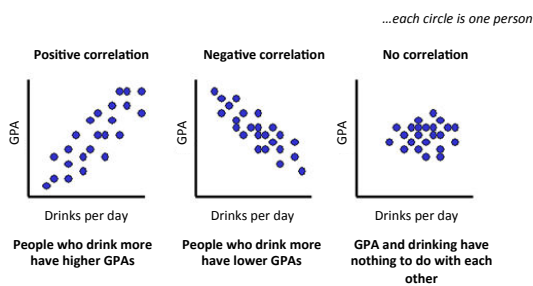 ...each circle is one person
Positive correlation
GPA
Drinks per day
People who drink more
have higher GPAs
Negative correlation
GPA
Drinks per day
People who drink more
have lower GPAs
No correlation
GPA
Drinks per day
GPA and drinking have
nothing to do with each
other